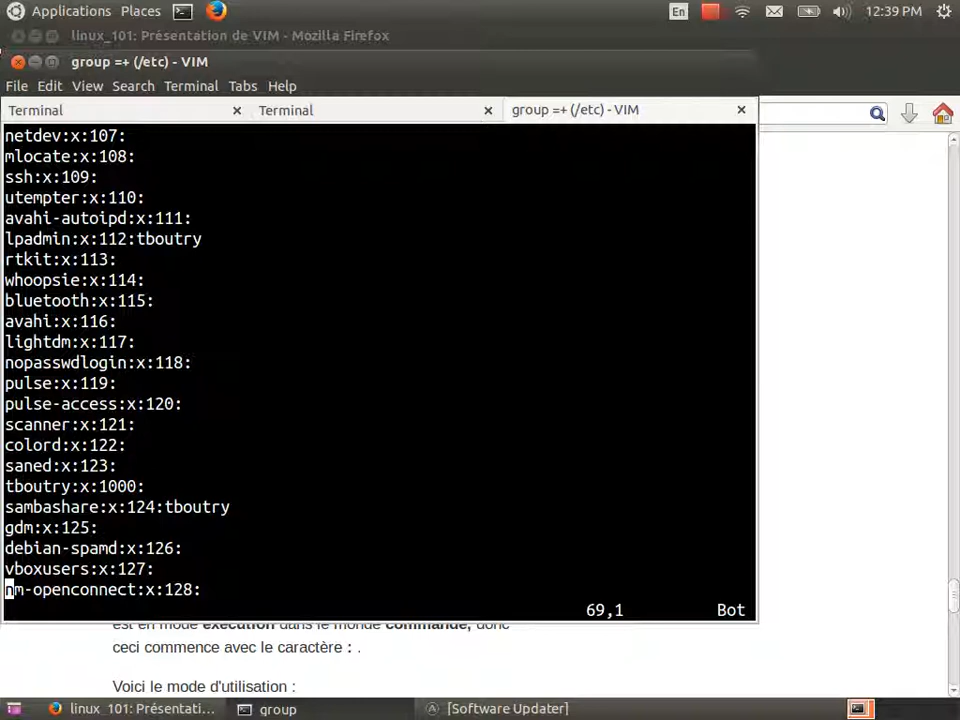 Applications Places En 12:39 PM
linux_101: Présentation de VIM - Mozilla Firefox
group =+ (/etc) - VIM
File Edit View Search Terminal Tabs Help
Terminal × Terminal × group =+ (/etc) - VIM ×
netdev:x:107:
mlocate:x:108:
ssh:x:109:
utempter:x:110:
avahi-autoipd:x:111:
lpadmin:x:112:tboutry
rtkit:x:113:
whoopsie:x:114:
bluetooth:x:115:
avahi:x:116:
lightdm:x:117:
nopasswdlogin:x:118:
pulse:x:119:
pulse-access:x:120:
scanner:x:121:
colord:x:122:
saned:x:123:
tboutry:x:1000:
sambashare:x:124:tboutry
gdm:x:125:
debian-spamd:x:126:
vboxusers:x:127:
nm-openconnect:x:128:
69,1 Bot
est en mode exécution dans le monde commande, donc
ceci commence avec le caractère : .
Voici le mode d'utilisation :
linux_101: Présentati... group [Software Updater]